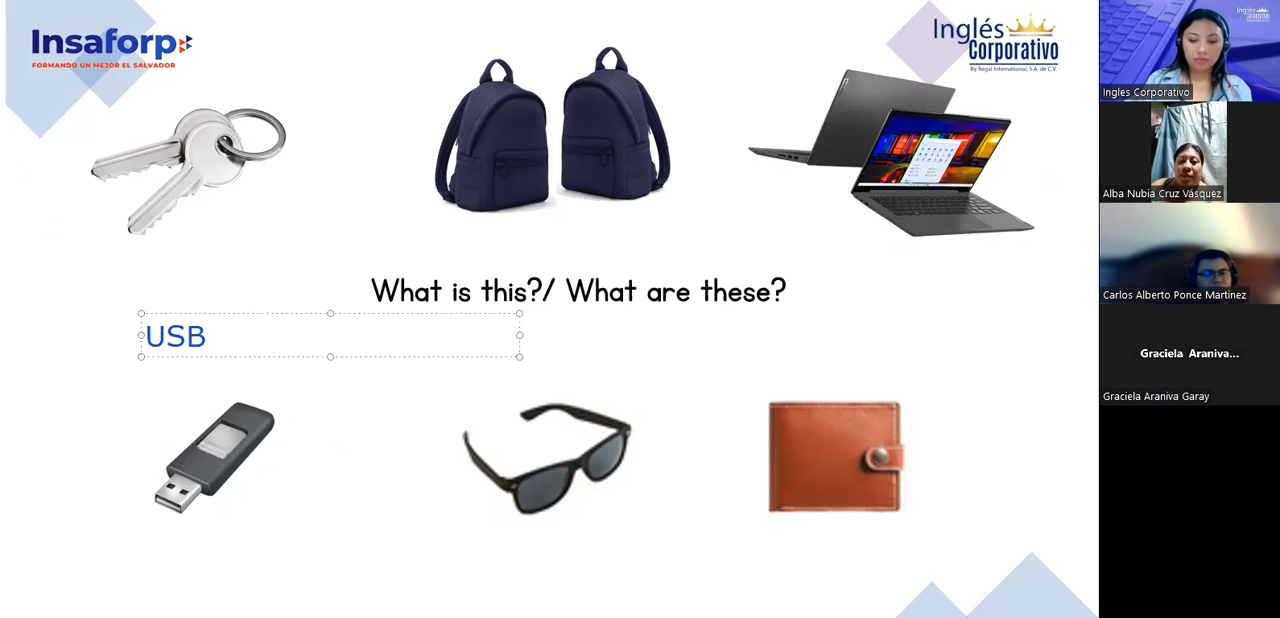 Insaforp
FORMANDO UN MEJOR EL SALVADOR
Inglés
Corporativo
By Regal International, S.A. de C.V.
What is this?/ What are these?
USB
Ingles Corporativo
Alba Nubia Cruz Vásquez
Carlos Alberto Ponce Martinez
Graciela Araniva...
Graciela Araniva Garay